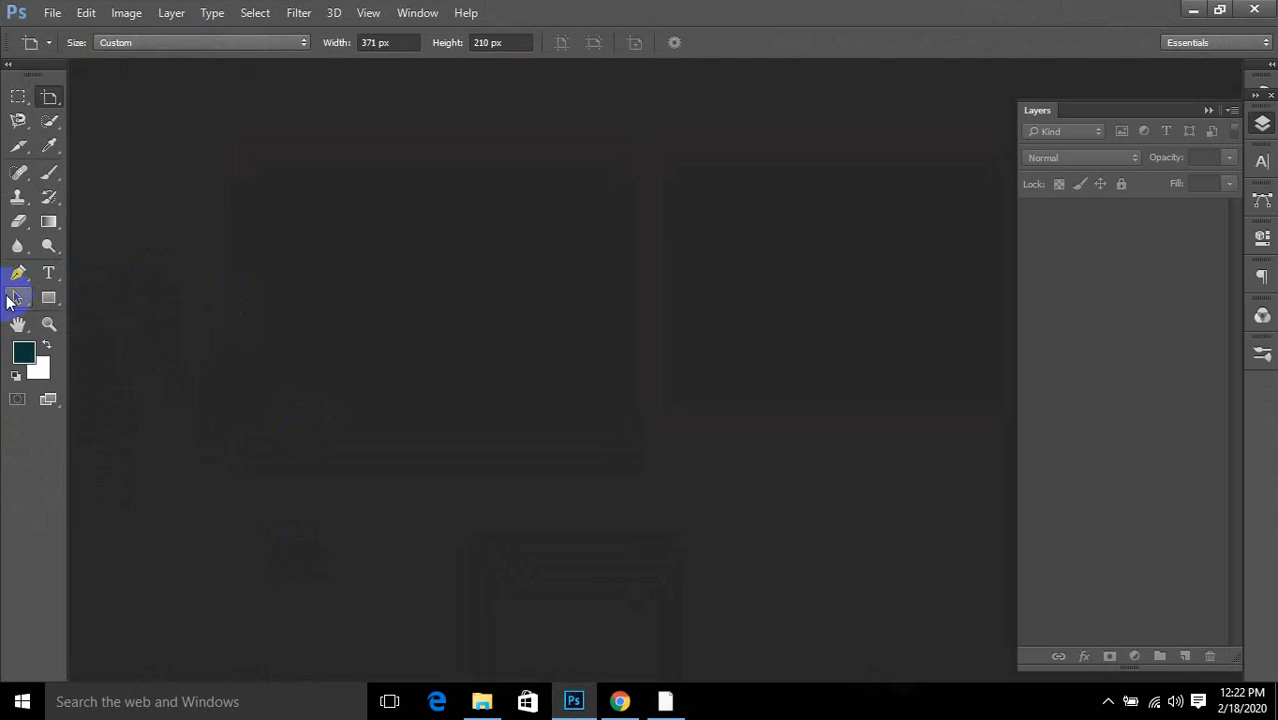 Ps File Edit Image Layer Type Select Filter 3D View Window Help
Size: Custom Width: 371 px Height: 210 px Essentials
Layers
Kind T
Normal Opacity:
Lock: Fill:
A
T
fx
Search the web and Windows
Ps
12:22 PM
2/18/2020